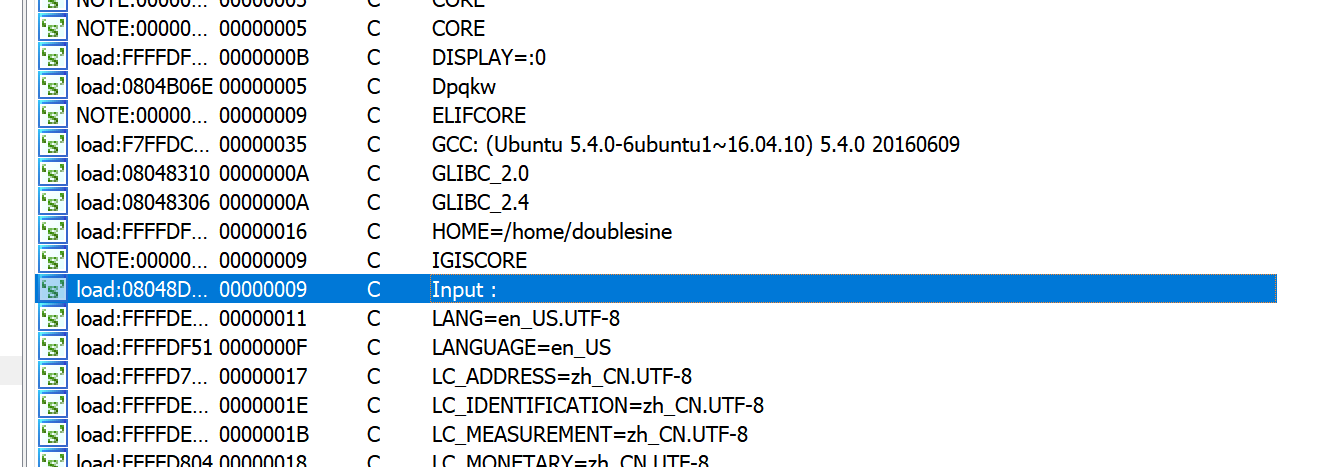 NOTE:00000... 00000005 C CORE
NOTE:00000... 00000005 C CORE
load:FFFFDF... 0000000B C DISPLAY=:0
load:0804B06E 00000005 C Dpqkw
NOTE:00000... 00000009 C ELIFCORE
load:F7FFDC... 00000035 C GCC: (Ubuntu 5.4.0-6ubuntu1~16.04.10) 5.4.0 20160609
load:08048310 0000000A C GLIBC_2.0
load:08048306 0000000A C GLIBC_2.4
load:FFFFDF... 00000016 C HOME=/home/doublesine
NOTE:00000... 00000009 C IGISCORE
load:08048D... 00000009 C Input :
load:FFFFDE... 00000011 C LANG=en_US.UTF-8
load:FFFFDF51 0000000F C LANGUAGE=en_US
load:FFFFD7... 00000017 C LC_ADDRESS=zh_CN.UTF-8
load:FFFFDE... 0000001E C LC_IDENTIFICATION=zh_CN.UTF-8
load:FFFFDE... 0000001B C LC_MEASUREMENT=zh_CN.UTF-8
load:FFFFD804 00000018 C LC_MONETARY=zh_CN.UTF-8